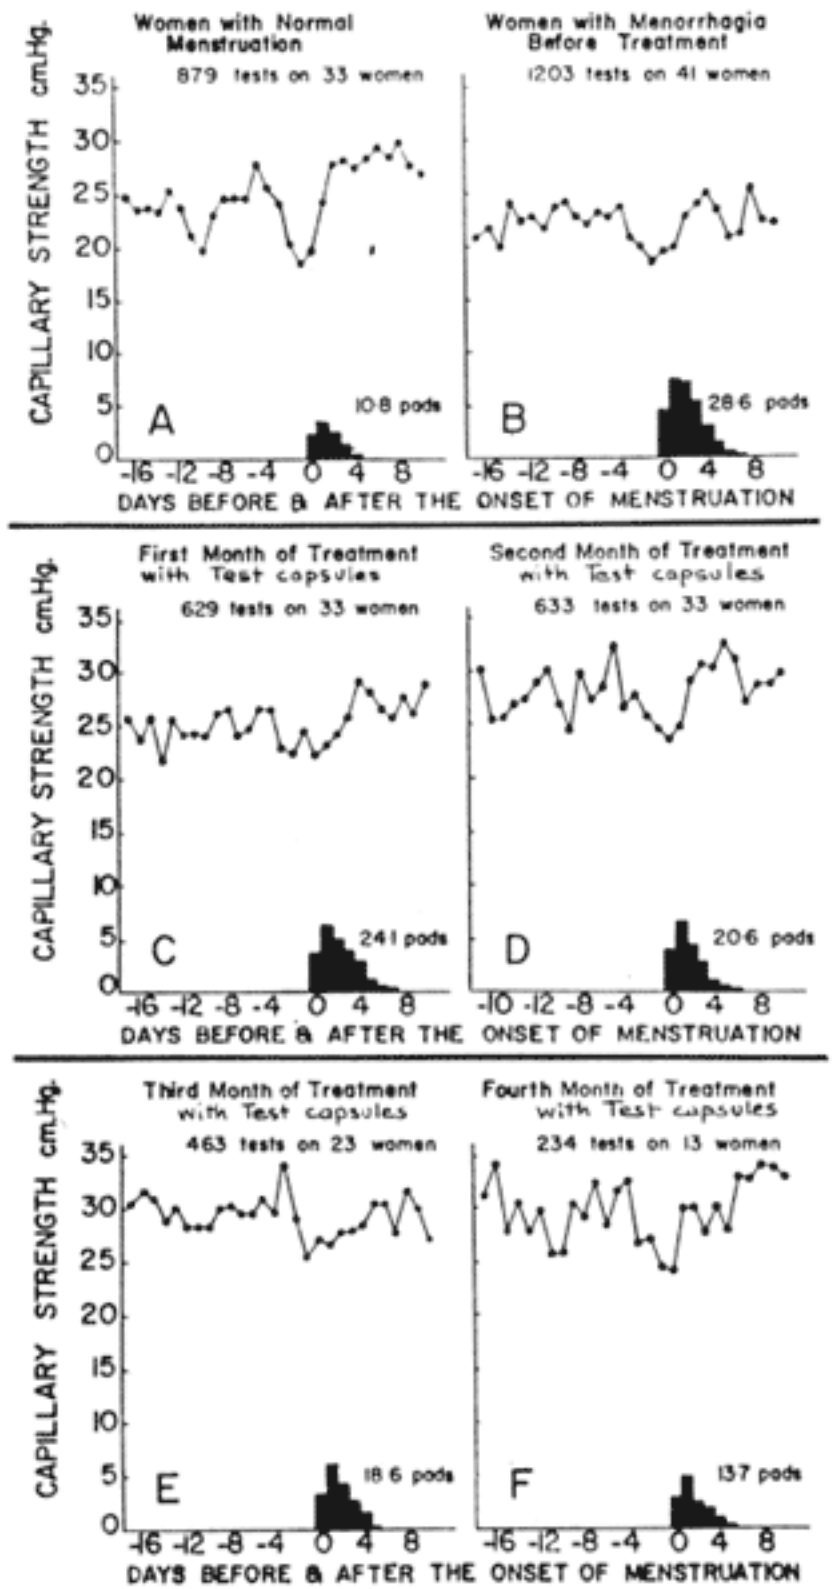 Women with Normal
Menstruation
879 tests on 33 women
CAPILLARY STRENGTH cm.Hg.
35
30
25
20
15
10
5
0
A
10·8 pads
-16 -12 -8 -4 0 4 8
Women with Menorrhagia
Before Treatment
1203 tests on 41 women
B
28·6 pads
-16 -12 -8 -4 0 4 8
DAYS BEFORE & AFTER THE ONSET OF MENSTRUATION
First Month of Treatment
with Test capsules
629 tests on 33 women
CAPILLARY STRENGTH cm.Hg.
35
30
25
20
15
10
5
0
C
24·1 pads
-16 -12 -8 -4 0 4 8
Second Month of Treatment
with Test capsules
633 tests on 33 women
D
20·6 pads
-10 -12 -8 -4 0 4 8
DAYS BEFORE & AFTER THE ONSET OF MENSTRUATION
Third Month of Treatment
with Test capsules
463 tests on 23 women
CAPILLARY STRENGTH cm.Hg.
35
30
25
20
15
10
5
0
E
18·6 pads
-16 -12 -8 -4 0 4 8
Fourth Month of Treatment
with Test capsules
234 tests on 13 women
F
13·7 pads
-16 -12 -8 -4 0 4 8
DAYS BEFORE & AFTER THE ONSET OF MENSTRUATION